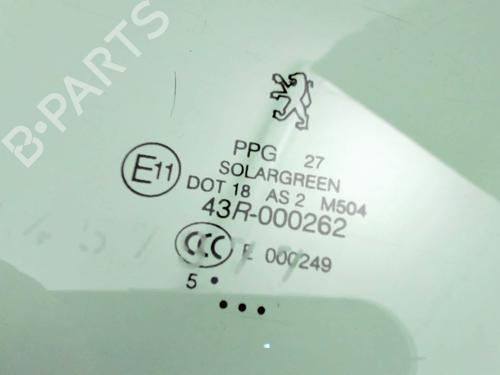 B-PARTS
PPG 27
SOLARGREEN
E11
DOT 18 AS 2 M504
43R-000262
CCC E 000249
5 •
•••